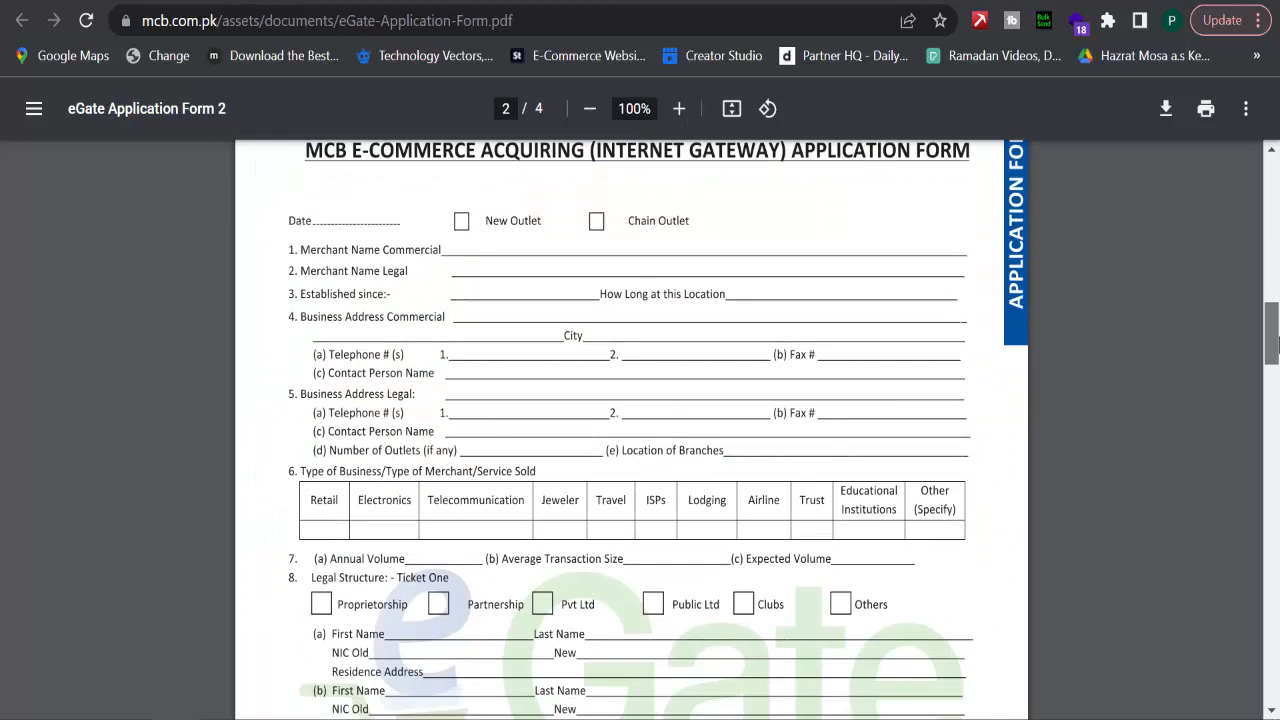 mcb.com.pk/assets/documents/eGate-Application-Form.pdf
fb
Bulk Send
18
P
Update
Google Maps
Change
m Download the Best...
Technology Vectors,...
St E-Commerce Websi...
Creator Studio
d Partner HQ - Daily...
Ramadan Videos, D...
Hazrat Mosa a.s Ke...
»
eGate Application Form 2
2 / 4
100%
MCB E-COMMERCE ACQUIRING (INTERNET GATEWAY) APPLICATION FORM
APPLICATION FO
Date New Outlet Chain Outlet
1. Merchant Name Commercial
2. Merchant Name Legal
3. Established since:- How Long at this Location
4. Business Address Commercial
City
(a) Telephone # (s) 1. 2. (b) Fax #
(c) Contact Person Name
5. Business Address Legal:
(a) Telephone # (s) 1. 2. (b) Fax #
(c) Contact Person Name
(d) Number of Outlets (if any) (e) Location of Branches
6. Type of Business/Type of Merchant/Service Sold
Retail Electronics Telecommunication Jeweler Travel ISPs Lodging Airline Trust Educational Institutions Other (Specify)
7. (a) Annual Volume (b) Average Transaction Size (c) Expected Volume
8. Legal Structure: - Ticket One
Proprietorship Partnership Pvt Ltd Public Ltd Clubs Others
(a) First Name Last Name
NIC Old New
Residence Address
(b) First Name Last Name
NIC Old New
eGate